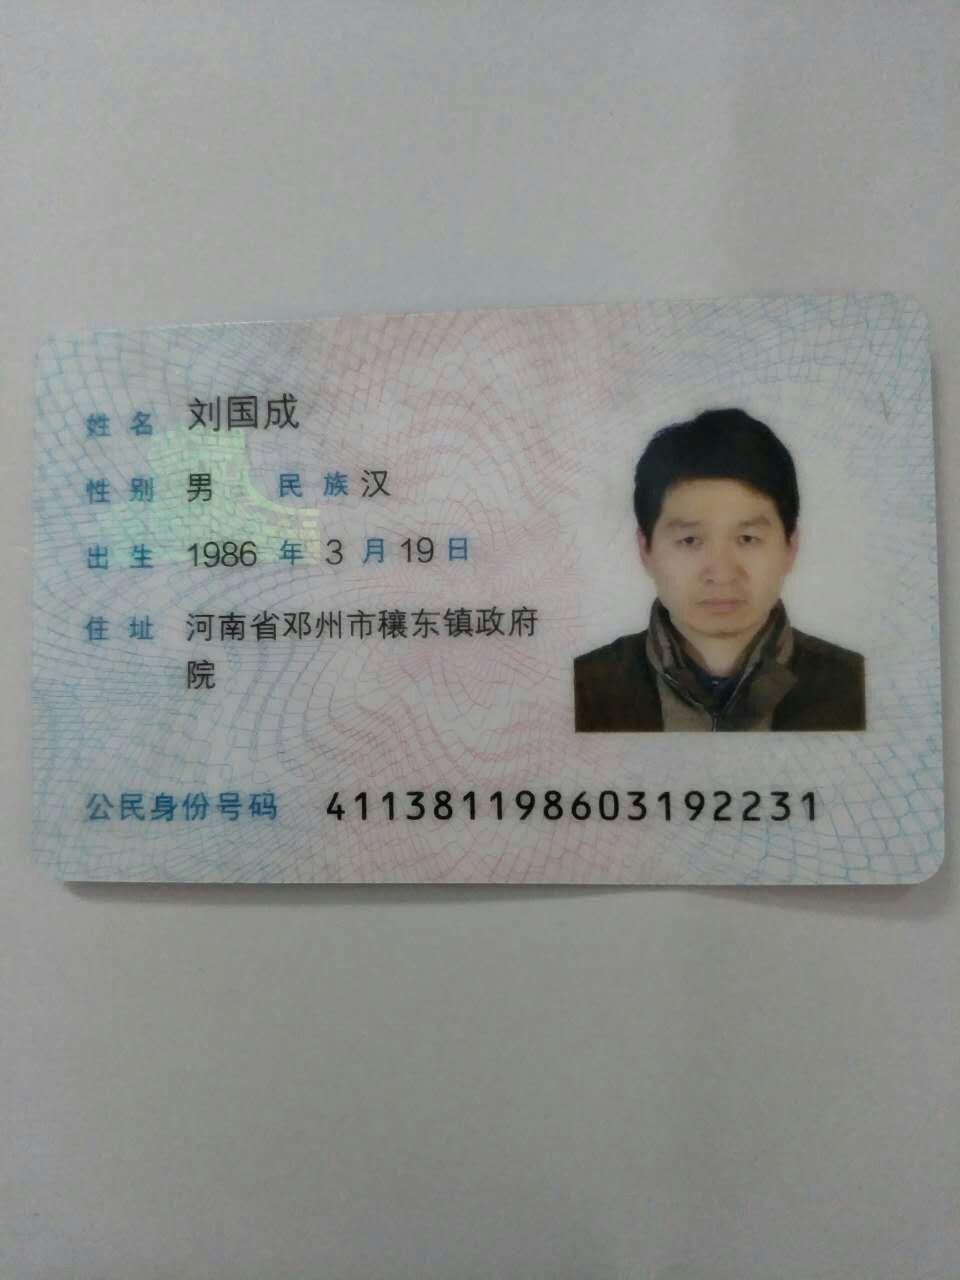 姓名 刘国成
性别 男 民族 汉
出生 1986 年 3 月 19 日
住址 河南省邓州市穰东镇政府
院
公民身份号码 411381198603192231